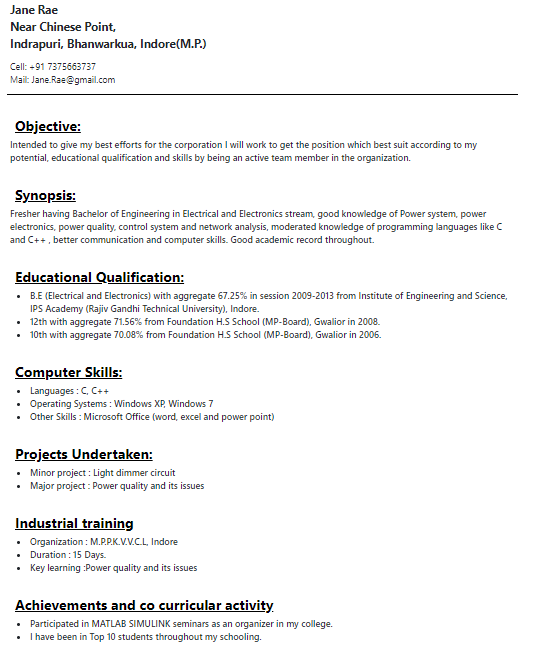 Jane Rae
Near Chinese Point,
Indrapuri, Bhanwarkua, Indore(M.P.)
Cell: +91 7375663737
Mail: Jane.Rae@gmail.com
Objective:
Intended to give my best efforts for the corporation I will work to get the position which best suit according to my
potential, educational qualification and skills by being an active team member in the organization.
Synopsis:
Fresher having Bachelor of Engineering in Electrical and Electronics stream, good knowledge of Power system, power
electronics, power quality, control system and network analysis, moderated knowledge of programming languages like C
and C++ , better communication and computer skills. Good academic record throughout.
Educational Qualification:
• B.E (Electrical and Electronics) with aggregate 67.25% in session 2009-2013 from Institute of Engineering and Science,
IPS Academy (Rajiv Gandhi Technical University), Indore.
• 12th with aggregate 71.56% from Foundation H.S School (MP-Board), Gwalior in 2008.
• 10th with aggregate 70.08% from Foundation H.S School (MP-Board), Gwalior in 2006.
Computer Skills:
• Languages : C, C++
• Operating Systems : Windows XP, Windows 7
• Other Skills : Microsoft Office (word, excel and power point)
Projects Undertaken:
• Minor project : Light dimmer circuit
• Major project : Power quality and its issues
Industrial training
• Organization : M.P.P.K.V.V.C.L, Indore
• Duration : 15 Days.
• Key learning :Power quality and its issues
Achievements and co curricular activity
• Participated in MATLAB SIMULINK seminars as an organizer in my college.
• I have been in Top 10 students throughout my schooling.